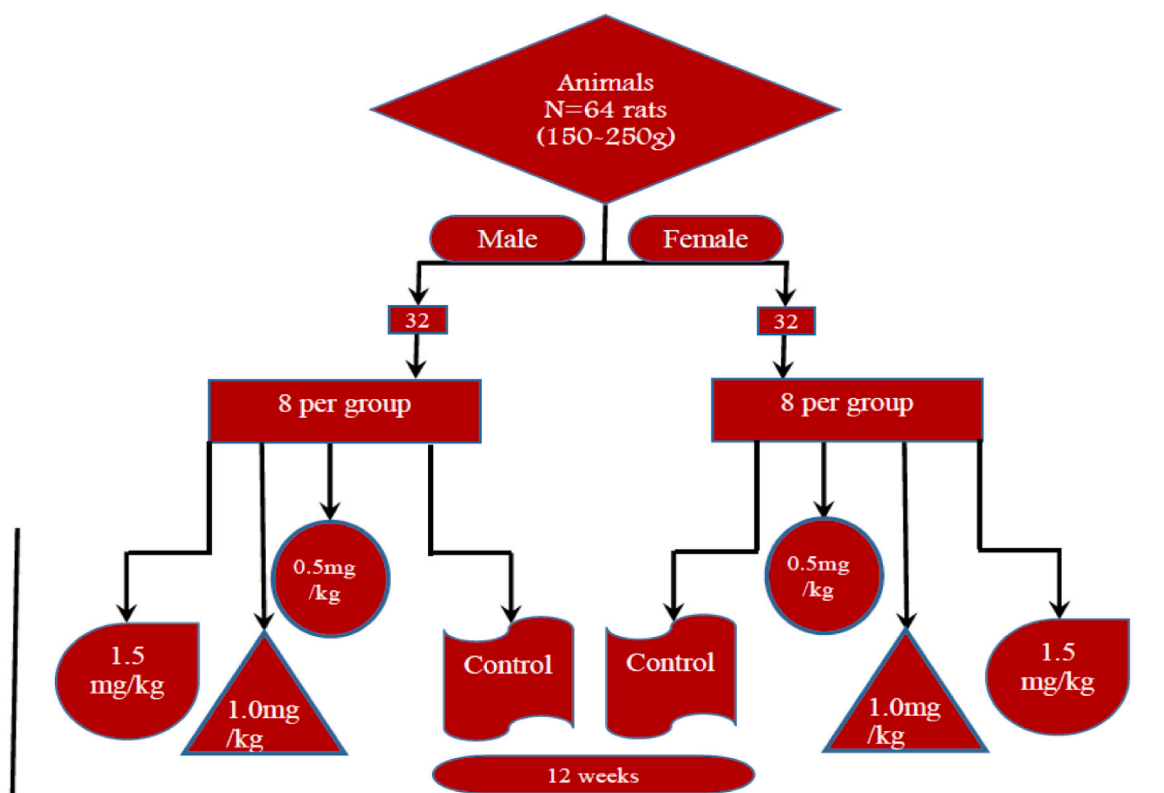 Animals
N=64 rats
(150-250g)
Male
Female
32
32
8 per group
8 per group
0.5mg
/kg
0.5mg
/kg
1.5
mg/kg
1.0mg
/kg
Control
Control
1.0mg
/kg
1.5
mg/kg
12 weeks